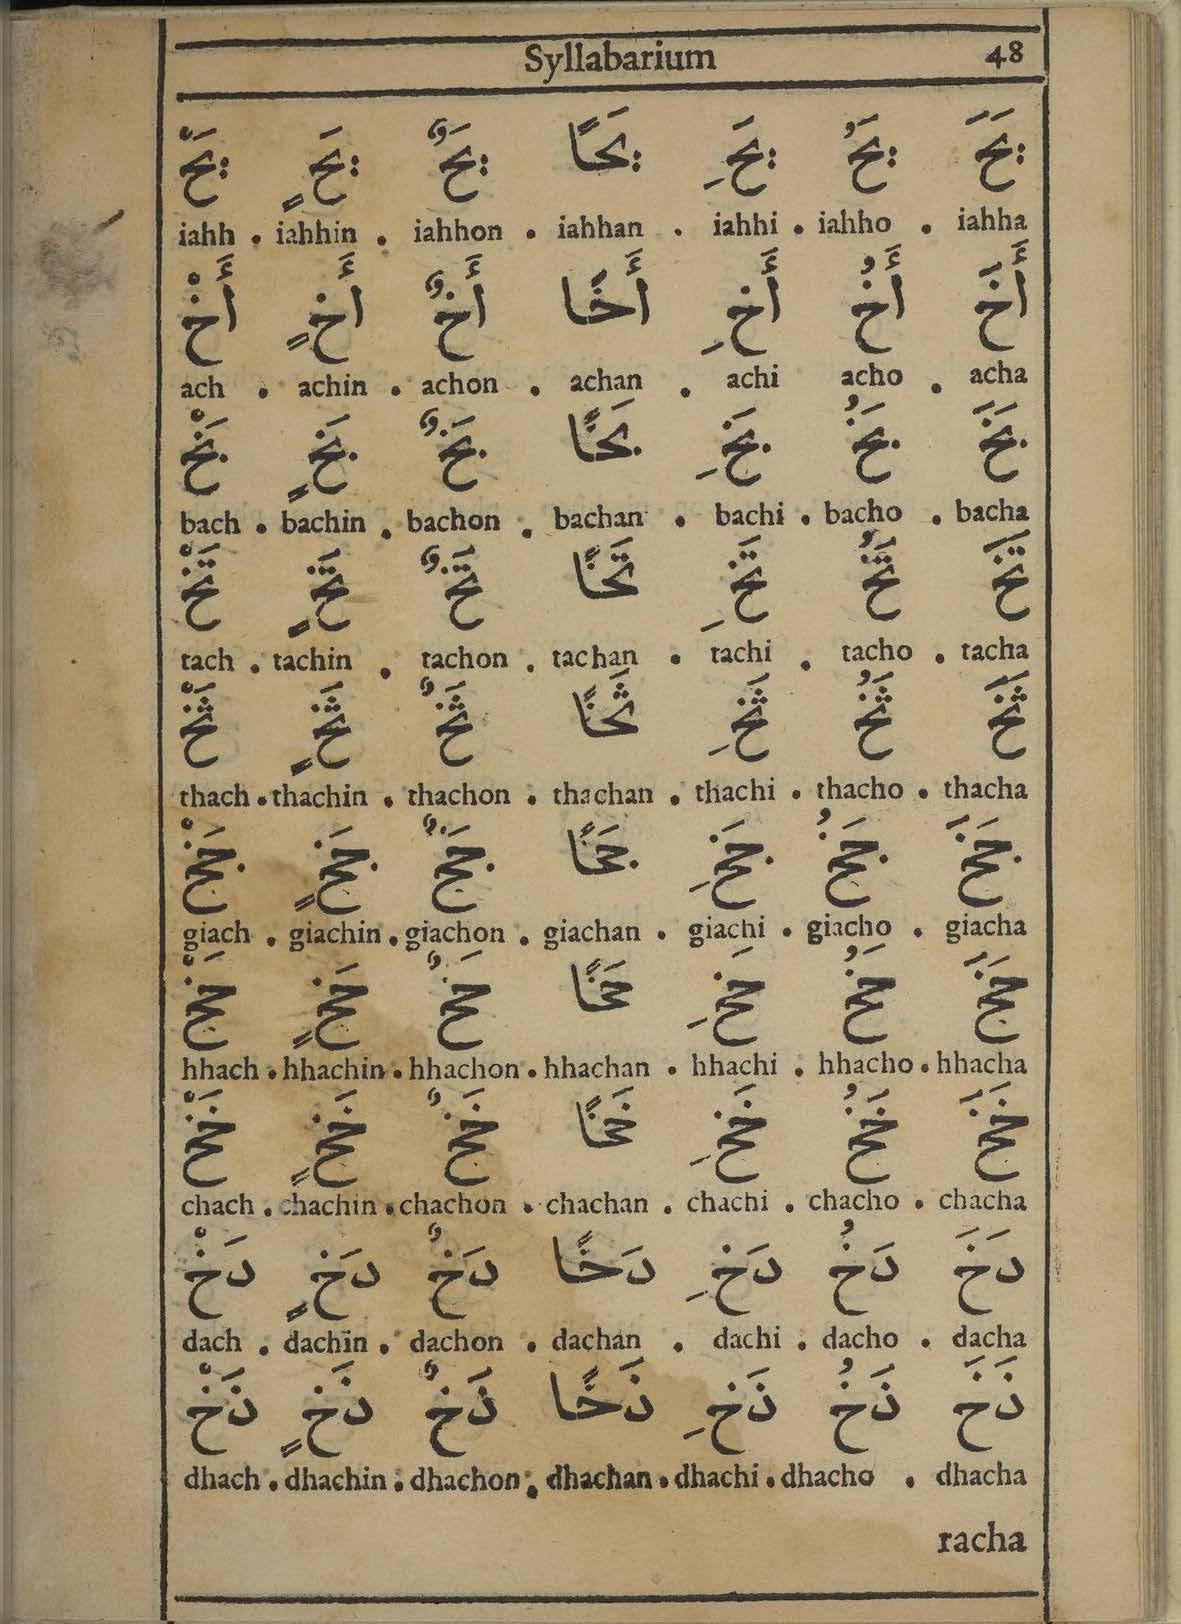 Syllabarium 48
يَحَ يَحُ يَحِ يَحًا يَحٌ يَحٍ يَحْ
iahh . iahhin . iahhon . iahhan . iahhi . iahho . iahha
أَخَ أَخُ أَخِ أَخًا أَخٌ أَخٍ أَخْ
ach . achin . achon . achan . achi acho . acha
بَخَ بَخُ بَخِ بَخًا بَخٌ بَخٍ بَخْ
bach . bachin . bachon . bachan . bachi . bacho . bacha
تَخَ تَخُ تَخِ تَخًا تَخٌ تَخٍ تَخْ
tach . tachin . tachon . tachan . tachi . tacho . tacha
ثَخَ ثَخُ ثَخِ ثَخًا ثَخٌ ثَخٍ ثَخْ
thach . thachin . thachon . thachan . thachi . thacho . thacha
جَخَ جَخُ جَخِ جَخًا جَخٌ جَخٍ جَخْ
giach . giachin . giachon . giachan . giachi . giacho . giacha
حَخَ حَخُ حَخِ حَخًا حَخٌ حَخٍ حَخْ
hhach . hhachin . hhachon . hhachan . hhachi . hhacho . hhacha
خَخَ خَخُ خَخِ خَخًا خَخٌ خَخٍ خَخْ
chach . chachin . chachon . chachan . chachi . chacho . chacha
دَخَ دَخُ دَخِ دَخًا دَخٌ دَخٍ دَخْ
dach . dachin . dachon . dachan . dachi . dacho . dacha
ذَخَ ذَخُ ذَخِ ذَخًا ذَخٌ ذَخٍ ذَخْ
dhach . dhachin . dhachon . dhachan . dhachi . dhacho . dhacha
racha